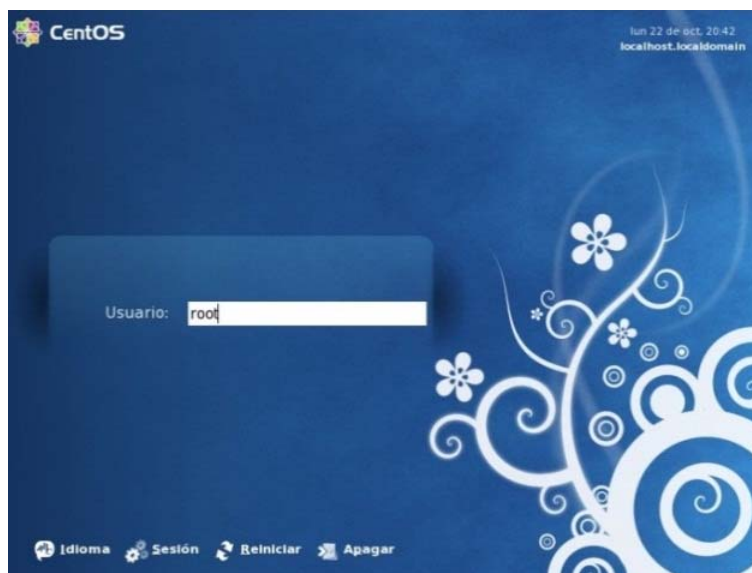 CentOS
lun 22 de oct, 20:42
localhost.localdomain
Usuario: root
Idioma Sesión Reiniciar Apagar